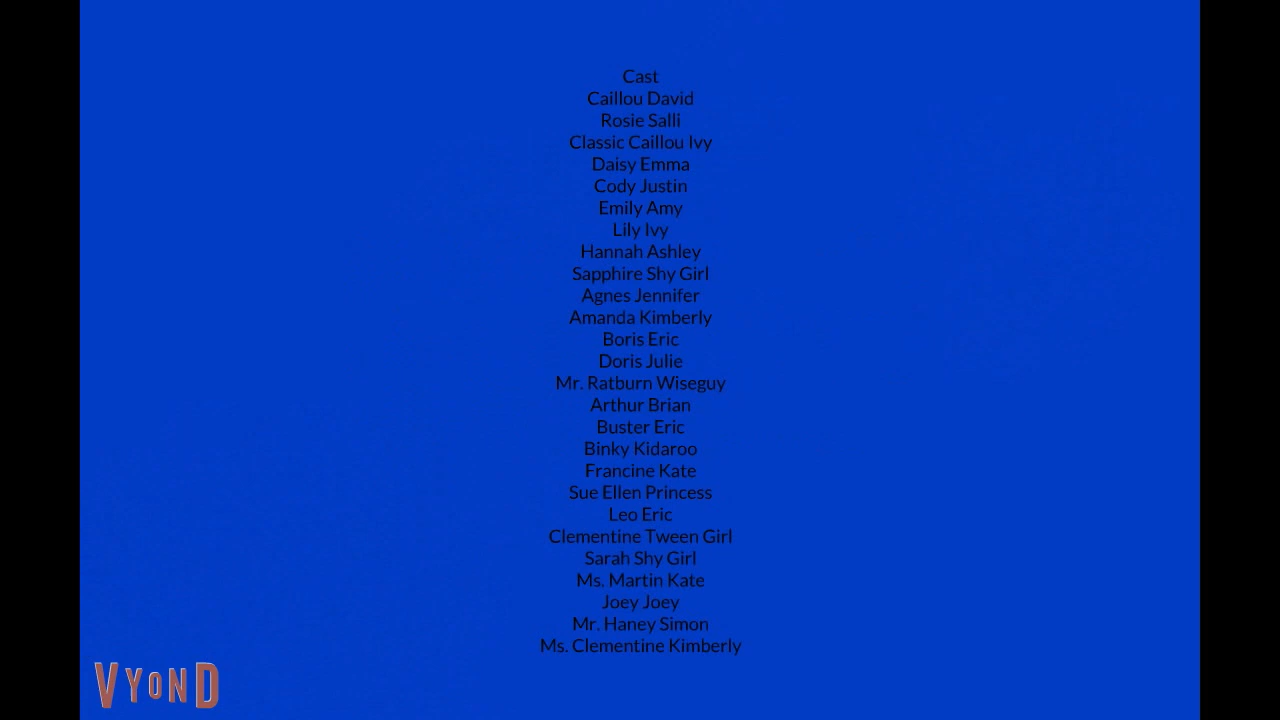 Cast
Caillou David
Rosie Salli
Classic Caillou Ivy
Daisy Emma
Cody Justin
Emily Amy
Lily Ivy
Hannah Ashley
Sapphire Shy Girl
Agnes Jennifer
Amanda Kimberly
Boris Eric
Doris Julie
Mr. Ratburn Wiseguy
Arthur Brian
Buster Eric
Binky Kidaroo
Francine Kate
Sue Ellen Princess
Leo Eric
Clementine Tween Girl
Sarah Shy Girl
Ms. Martin Kate
Joey Joey
Mr. Haney Simon
Ms. Clementine Kimberly
VYOND